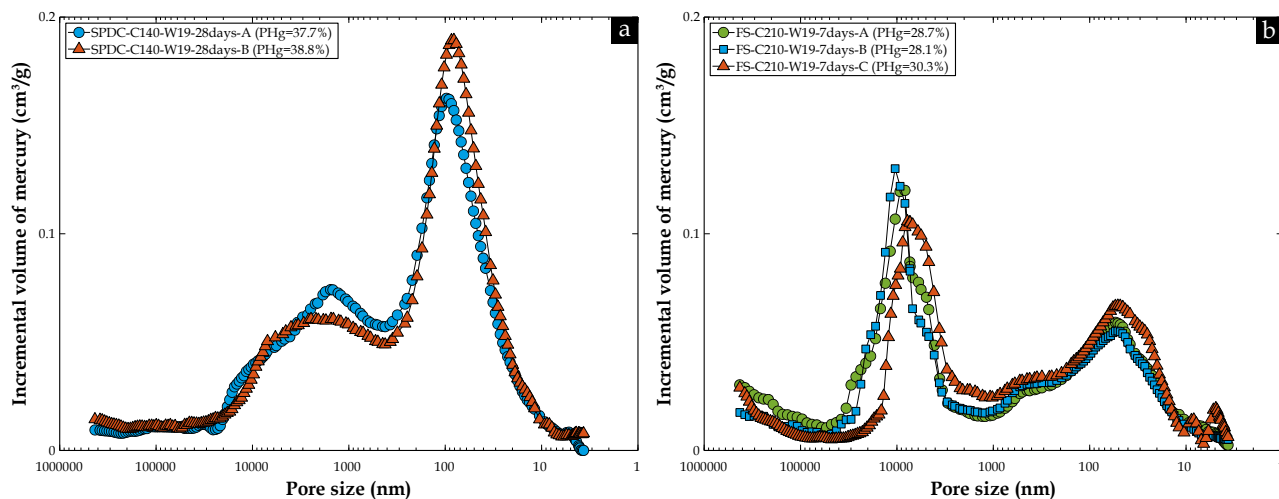 0.2
0.1
0
Incremental volume of mercury (cm³/g)
SPDC-C140-W19-28days-A (PHg=37.7%)
SPDC-C140-W19-28days-B (PHg=38.8%)
a
1000000 100000 10000 1000 100 10 1
Pore size (nm)
0.2
0.1
0
Incremental volume of mercury (cm³/g)
FS-C210-W19-7days-A (PHg=28.7%)
FS-C210-W19-7days-B (PHg=28.1%)
FS-C210-W19-7days-C (PHg=30.3%)
b
1000000 100000 10000 1000 100 10 1
Pore size (nm)